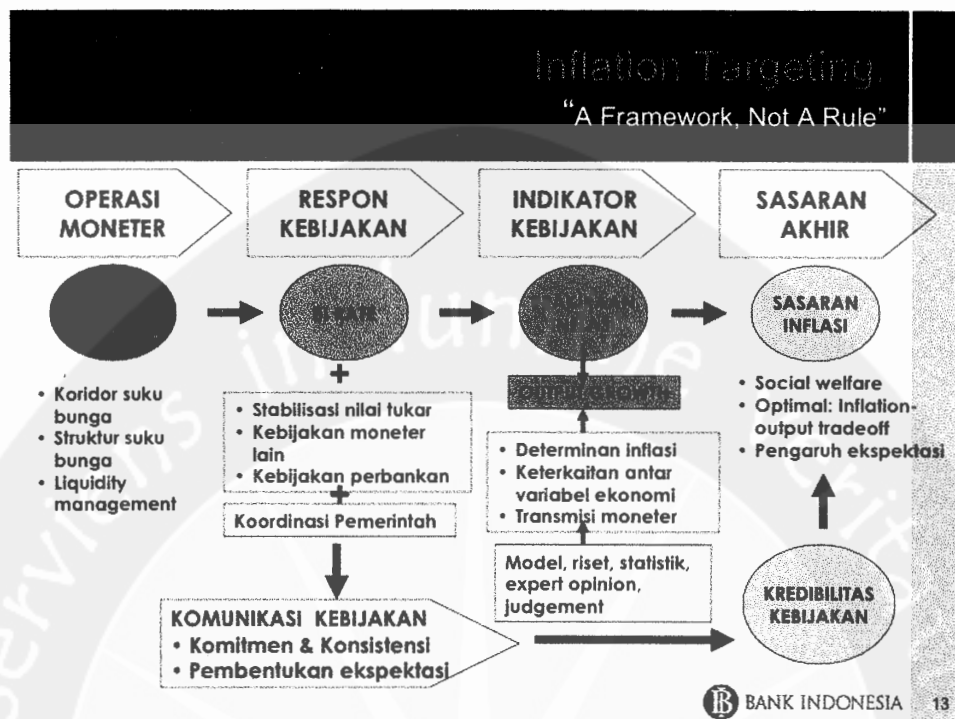 Inflation Targeting,
“A Framework, Not A Rule”
OPERASI
MONETER
RESPON
KEBIJAKAN
INDIKATOR
KEBIJAKAN
SASARAN
AKHIR
BI RATE
SASARAN
INFLASI
• Koridor suku
bunga
• Struktur suku
bunga
• Liquidity
management
+
• Stabilisasi nilai tukar
• Kebijakan moneter
lain
• Kebijakan perbankan
+
Koordinasi Pemerintah
• Determinan inflasi
• Keterkaitan antar
variabel ekonomi
• Transmisi moneter
Model, riset, statistik,
expert opinion,
judgement
• Social welfare
• Optimal: Inflation-
output tradeoff
• Pengaruh ekspektasi
KOMUNIKASI KEBIJAKAN
• Komitmen & Konsistensi
• Pembentukan ekspektasi
KREDIBILITAS
KEBIJAKAN
BANK INDONESIA 13